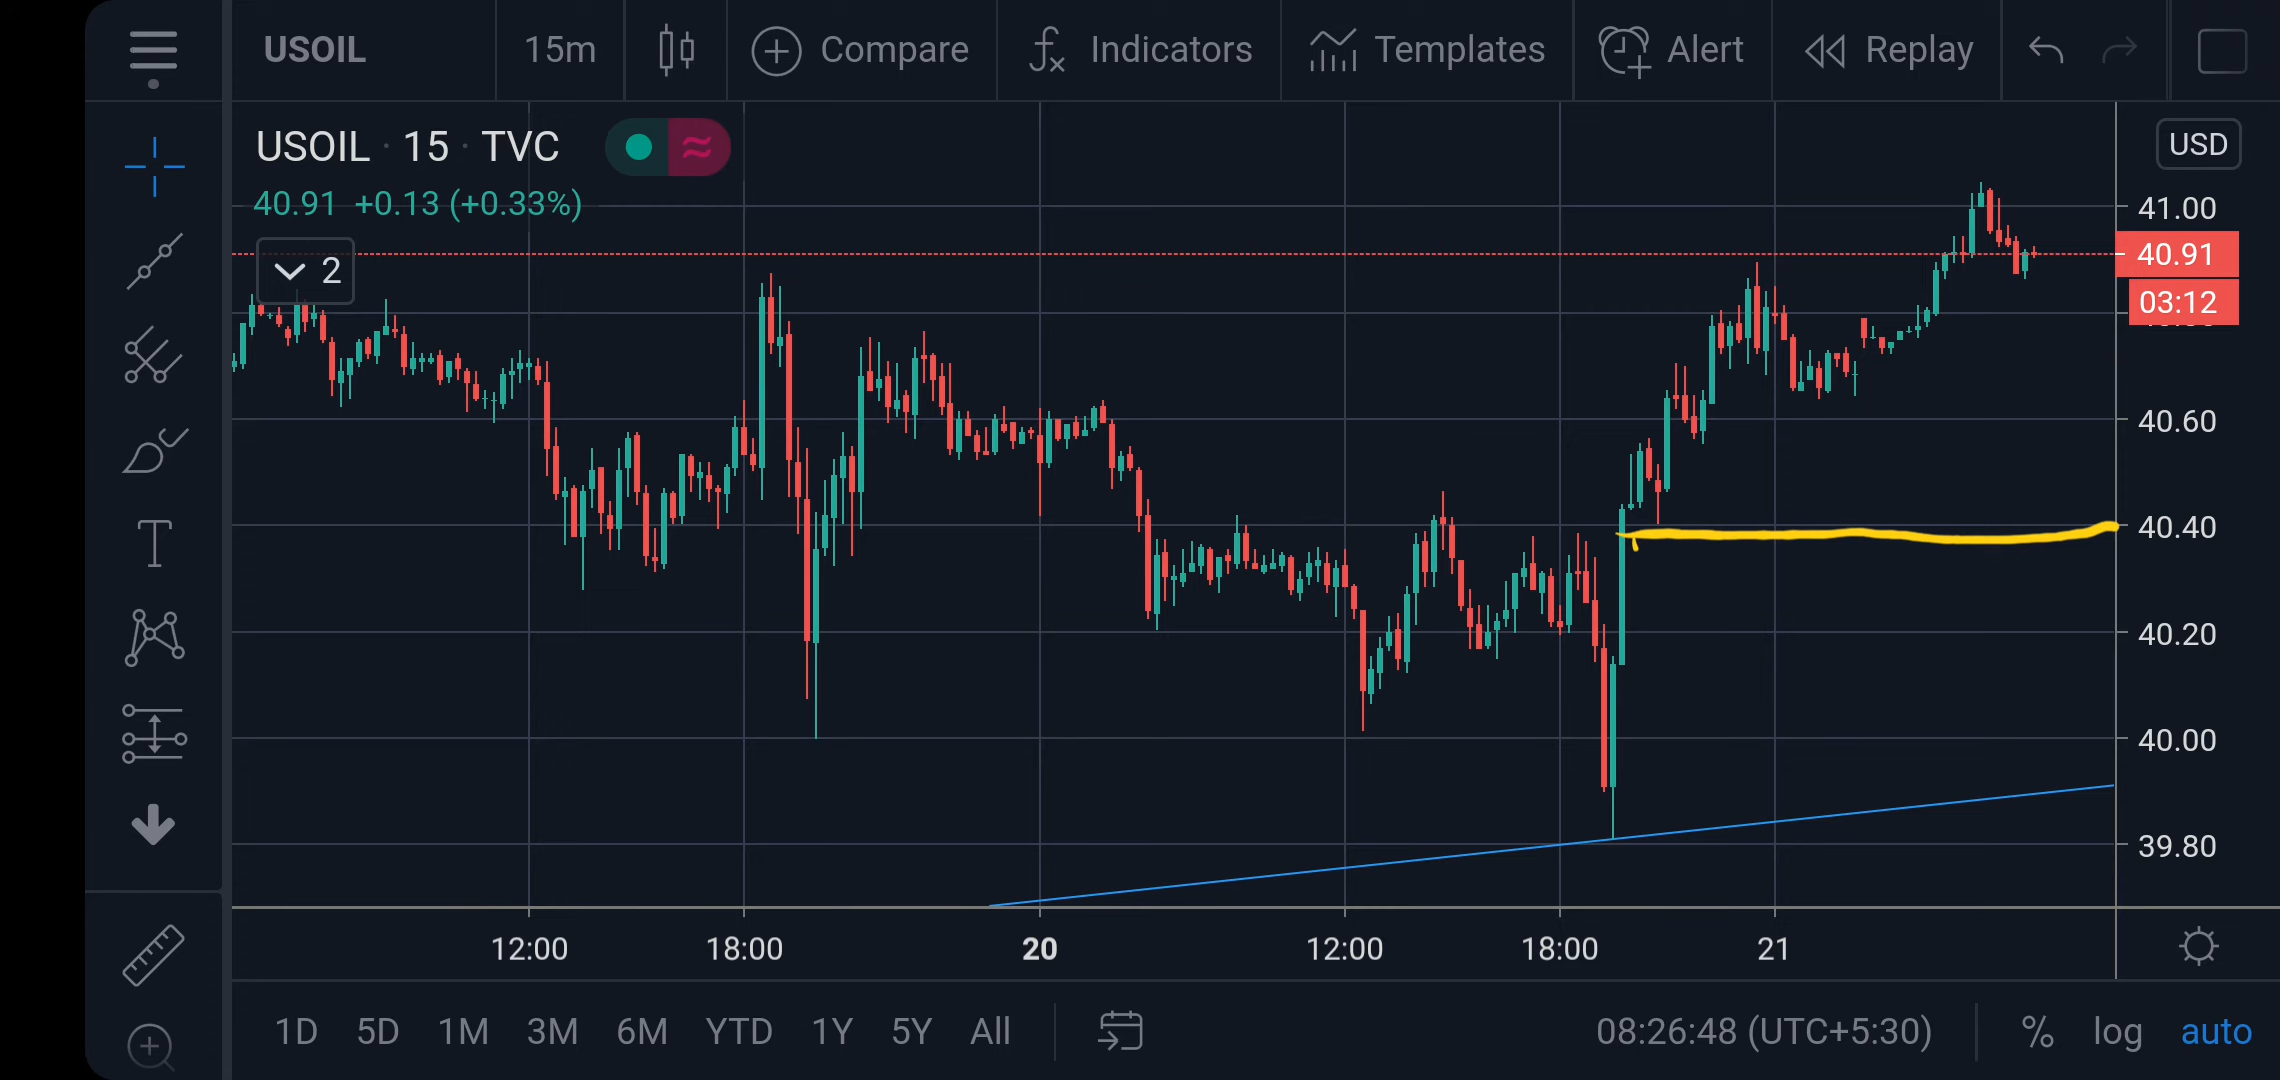 USOIL 15m Compare Indicators Templates Alert Replay
USOIL · 15 · TVC
USD
40.91 +0.13 (+0.33%)
41.00
40.91
2
03:12
40.60
40.40
40.20
40.00
39.80
12:00 18:00 20 12:00 18:00 21
1D 5D 1M 3M 6M YTD 1Y 5Y All 08:26:48 (UTC+5:30) % log auto